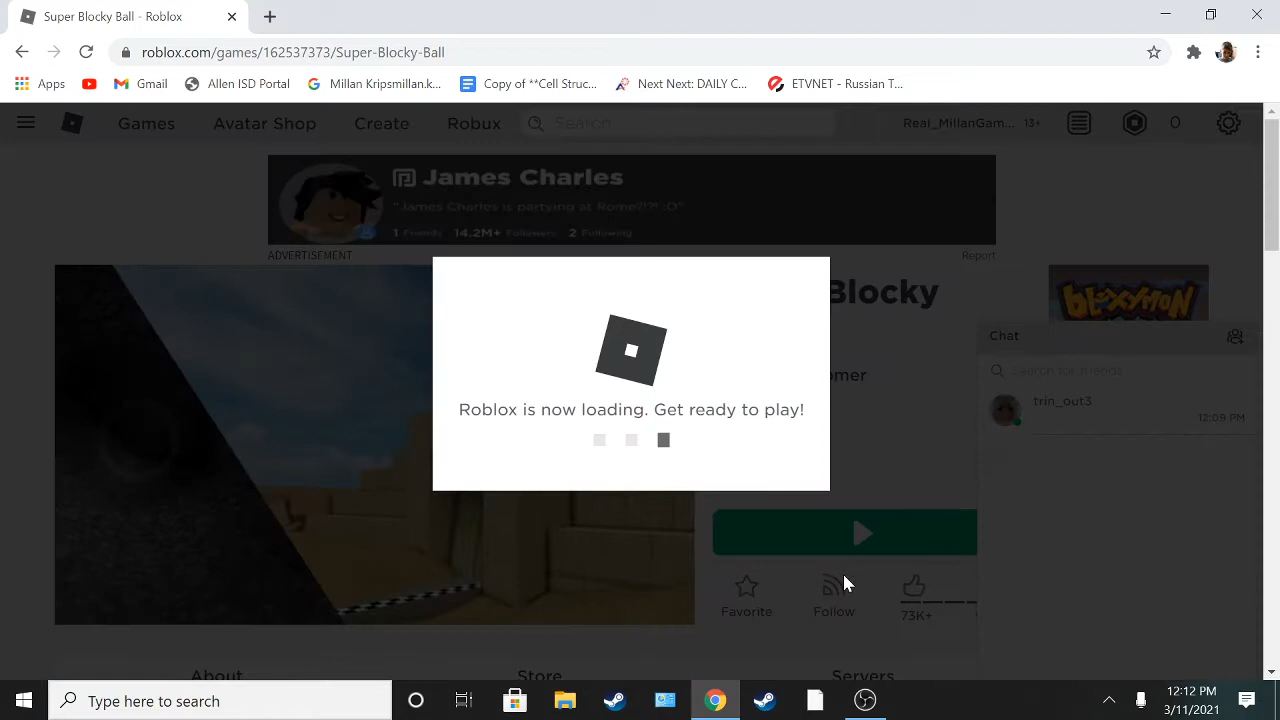 Super Blocky Ball - Roblox
roblox.com/games/162537373/Super-Blocky-Ball
Apps Gmail Allen ISD Portal Millan Kripsmillan.k... Copy of **Cell Struc... Next Next: DAILY C... ETVNET - Russian T...
Games Avatar Shop Create Robux Search Real_MillanGam... 13+ 0
James Charles
"James Charles is partying at Rome?!?! :O"
1 Friends 14.2M+ Followers 2 Following
ADVERTISEMENT Report
Blocky
bloxymon
Chat
Search for friends
omer
trin_out3
12:09 PM
Roblox is now loading. Get ready to play!
Favorite Follow 73K+
About Store Servers
Type here to search
12:12 PM
3/11/2021